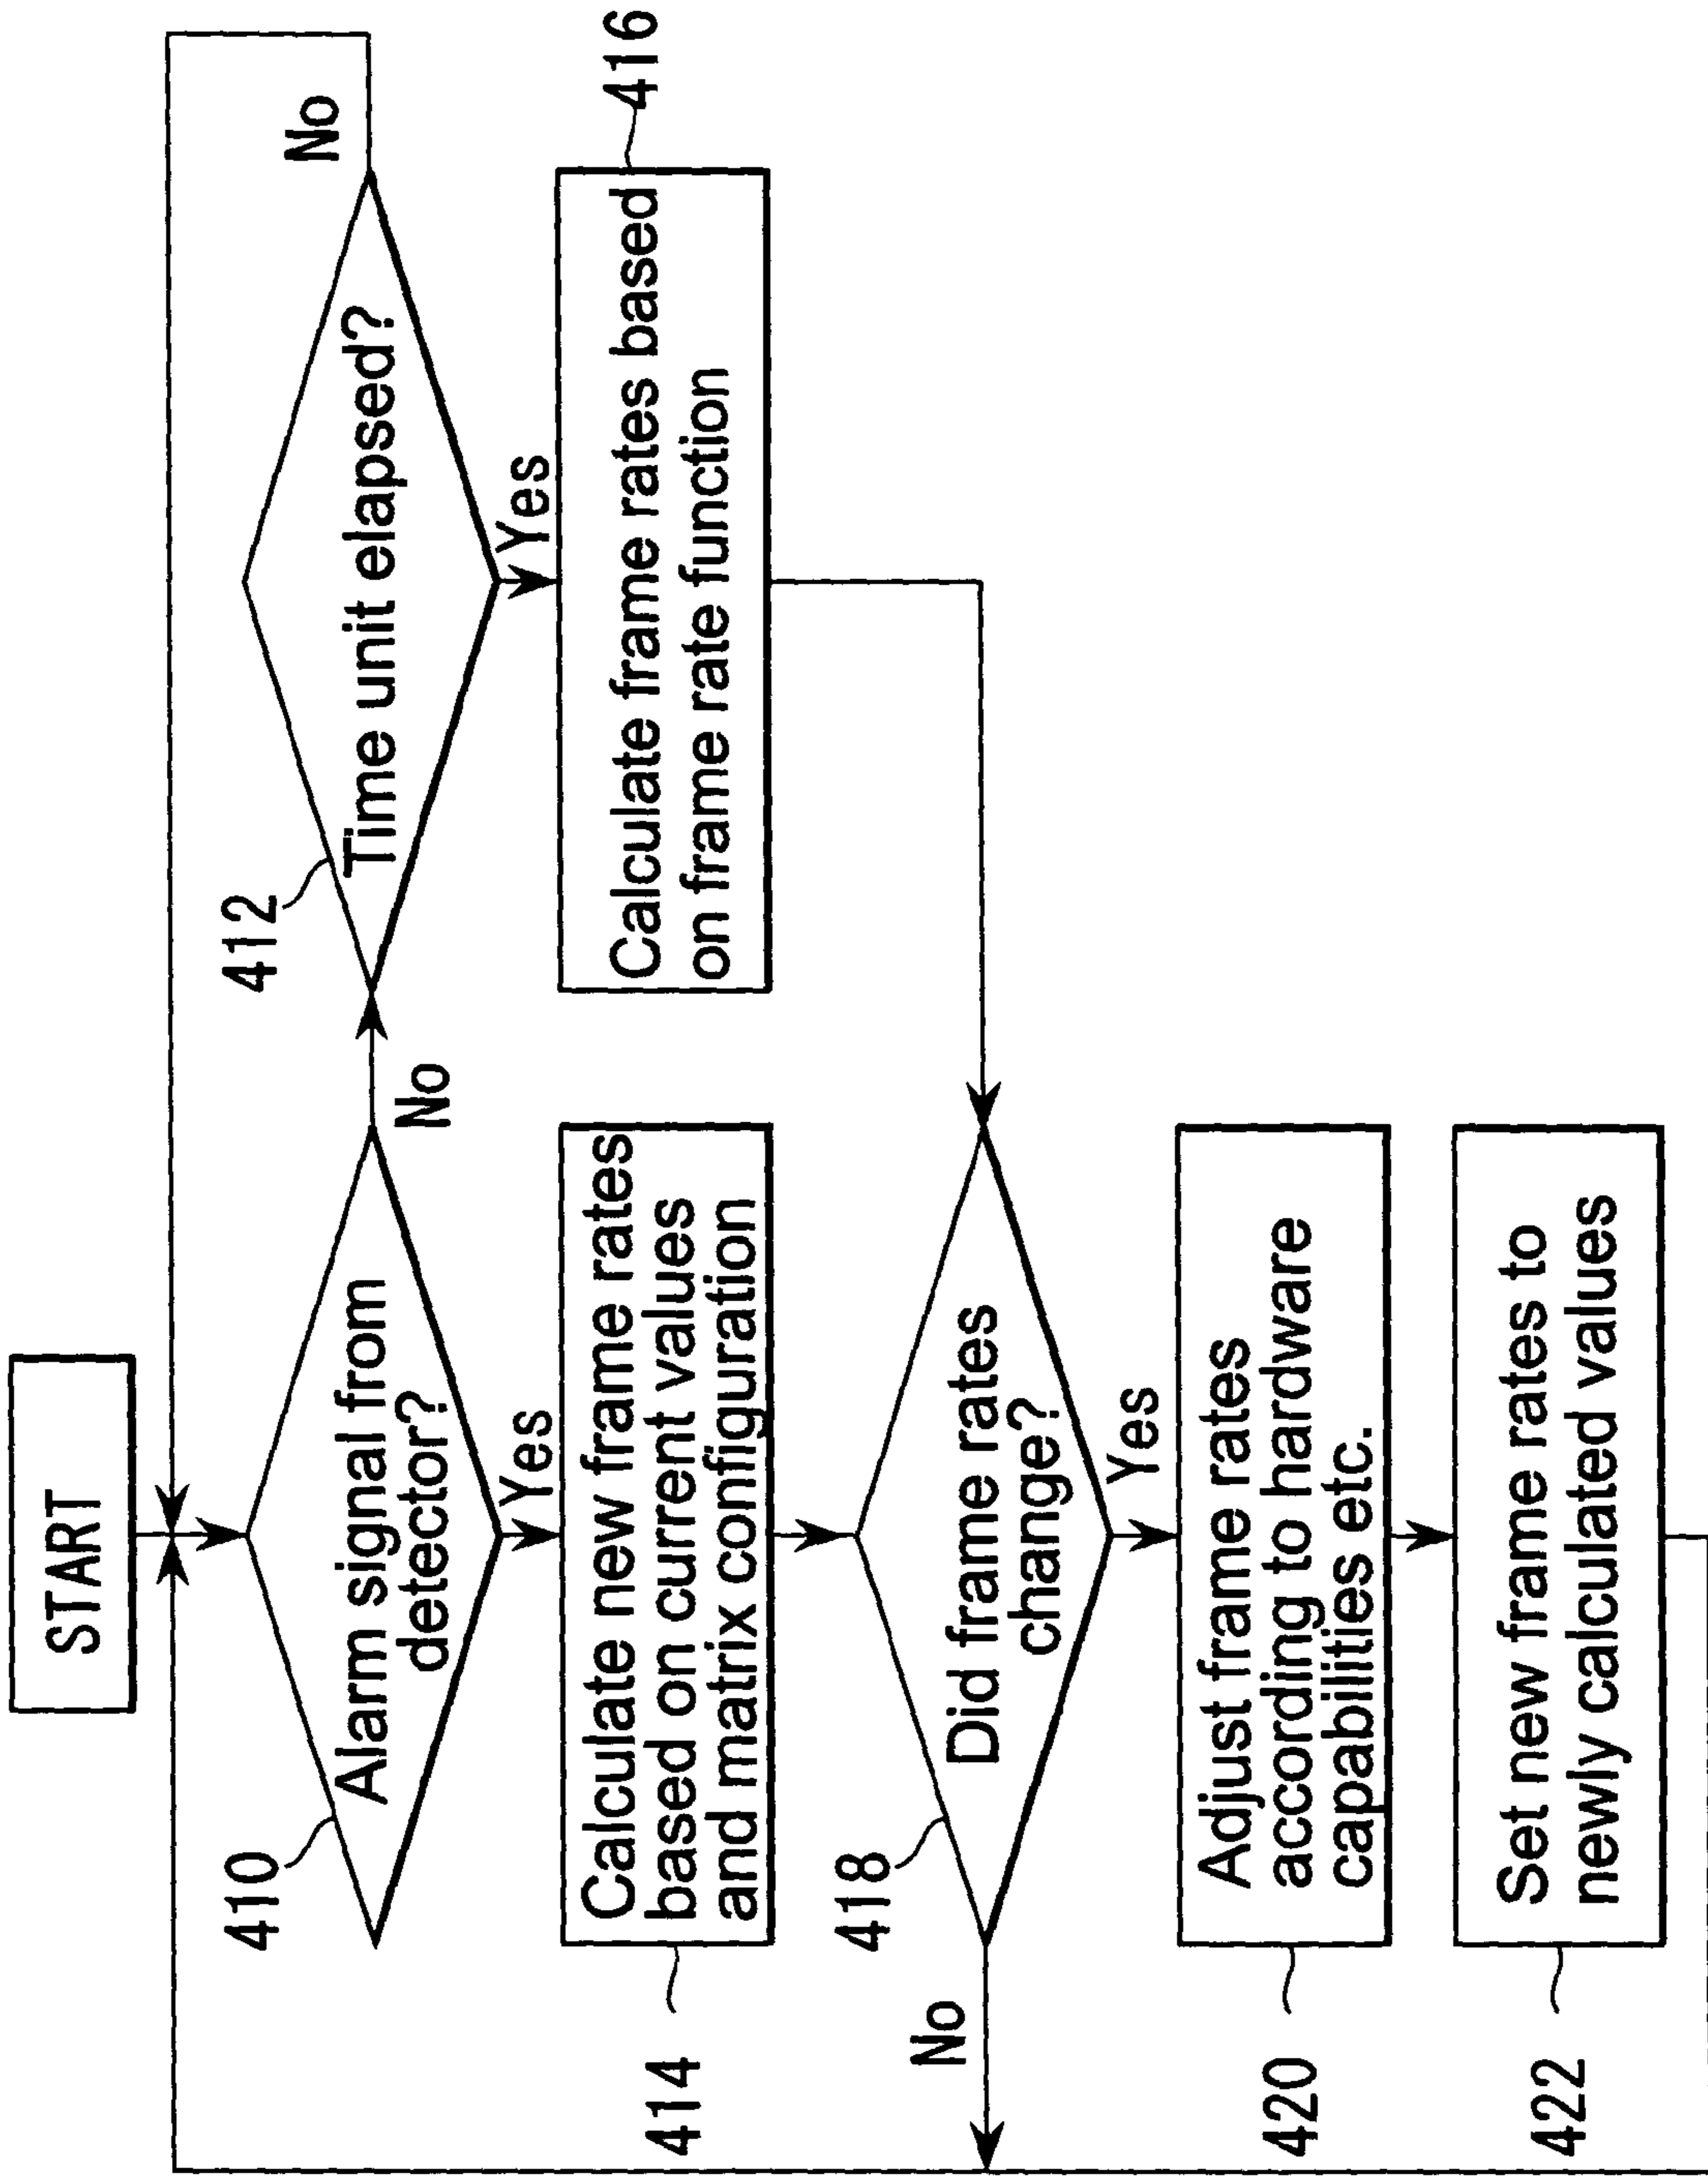 START
410
Alarm signal from
detector?
No
Yes
412
Time unit elapsed?
No
Yes
414
Calculate new frame rates
based on current values
and matrix configuration
416
Calculate frame rates based
on frame rate function
418
Did frame rates
change?
No
Yes
420
Adjust frame rates
according to hardware
capabilities etc.
422
Set new frame rates to
newly calculated values